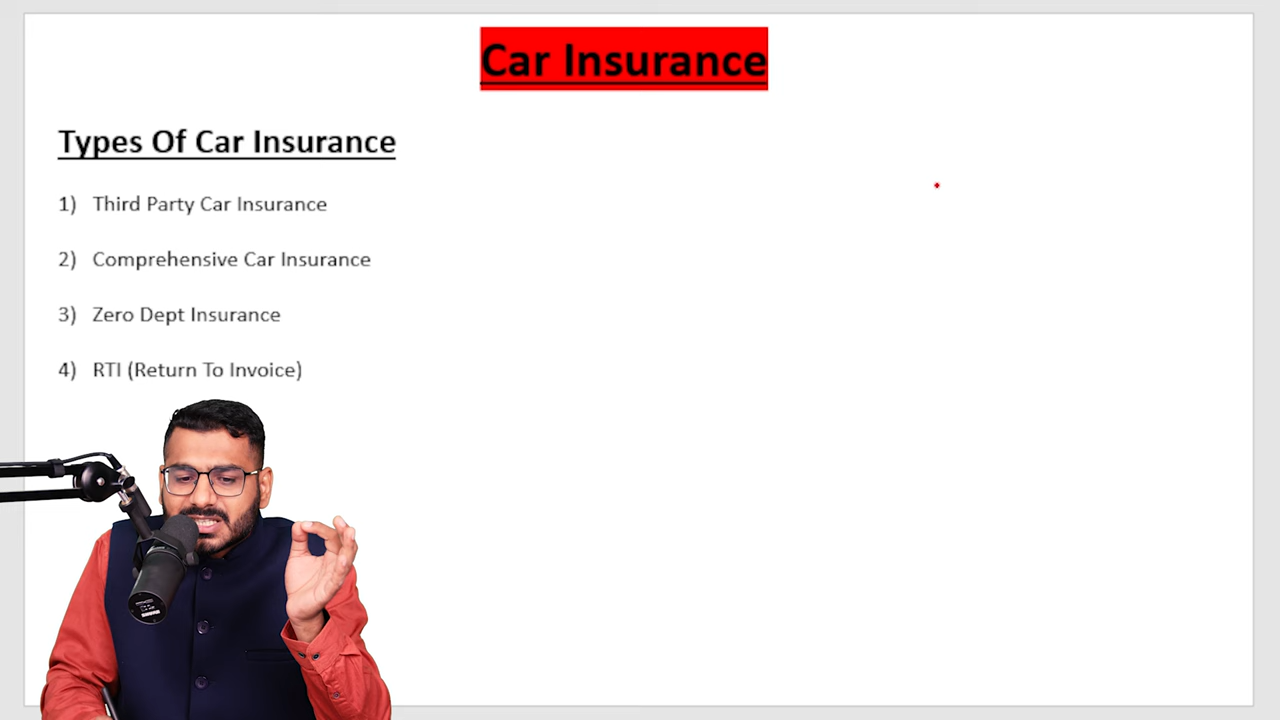 Car Insurance
Types Of Car Insurance
1) Third Party Car Insurance
2) Comprehensive Car Insurance
3) Zero Dept Insurance
4) RTI (Return To Invoice)